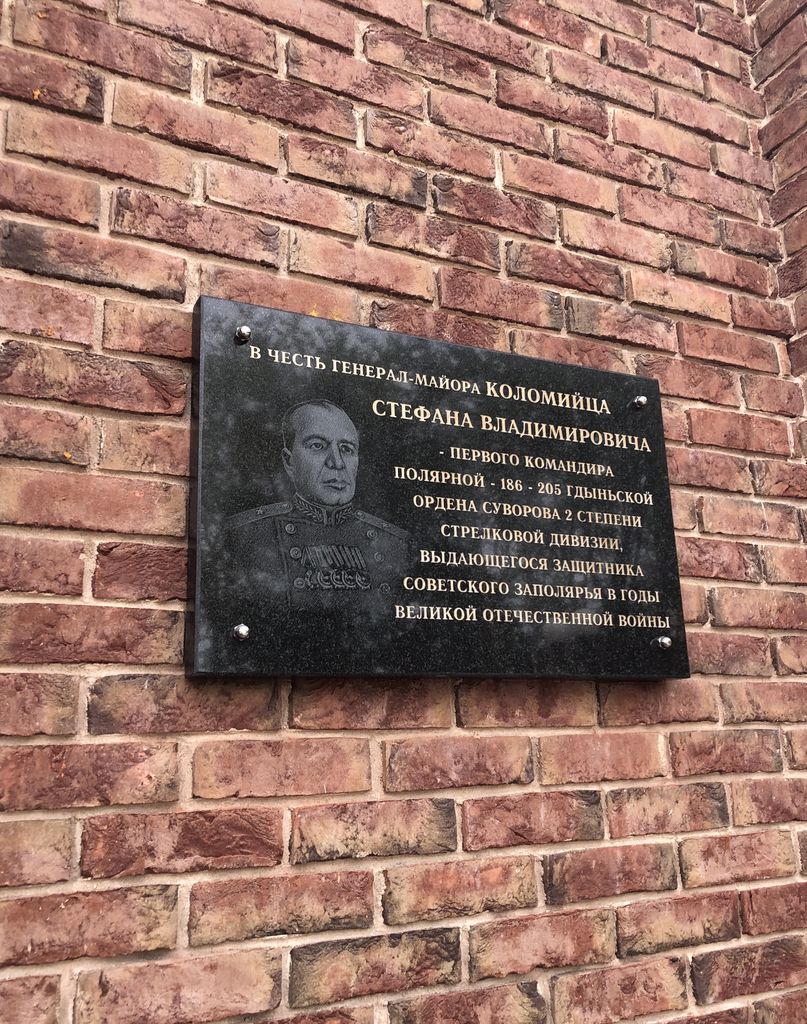 В ЧЕСТЬ ГЕНЕРАЛ-МАЙОРА КОЛОМИЙЦА
СТЕФАНА ВЛАДИМИРОВИЧА
- ПЕРВОГО КОМАНДИРА
ПОЛЯРНОЙ - 186 - 205 ГДЫНЬСКОЙ
ОРДЕНА СУВОРОВА 2 СТЕПЕНИ
СТРЕЛКОВОЙ ДИВИЗИИ,
ВЫДАЮЩЕГОСЯ ЗАЩИТНИКА
СОВЕТСКОГО ЗАПОЛЯРЬЯ В ГОДЫ
ВЕЛИКОЙ ОТЕЧЕСТВЕННОЙ ВОЙНЫ